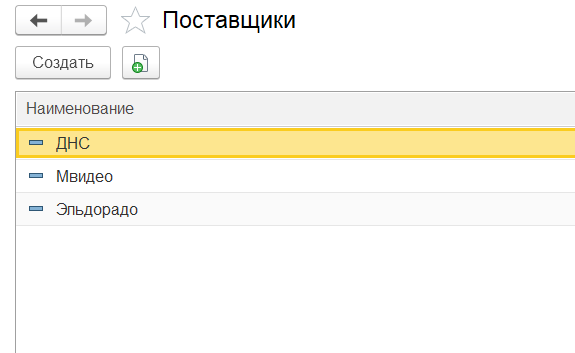 Поставщики
Создать
Наименование
ДНС
Мвидео
Эльдорадо